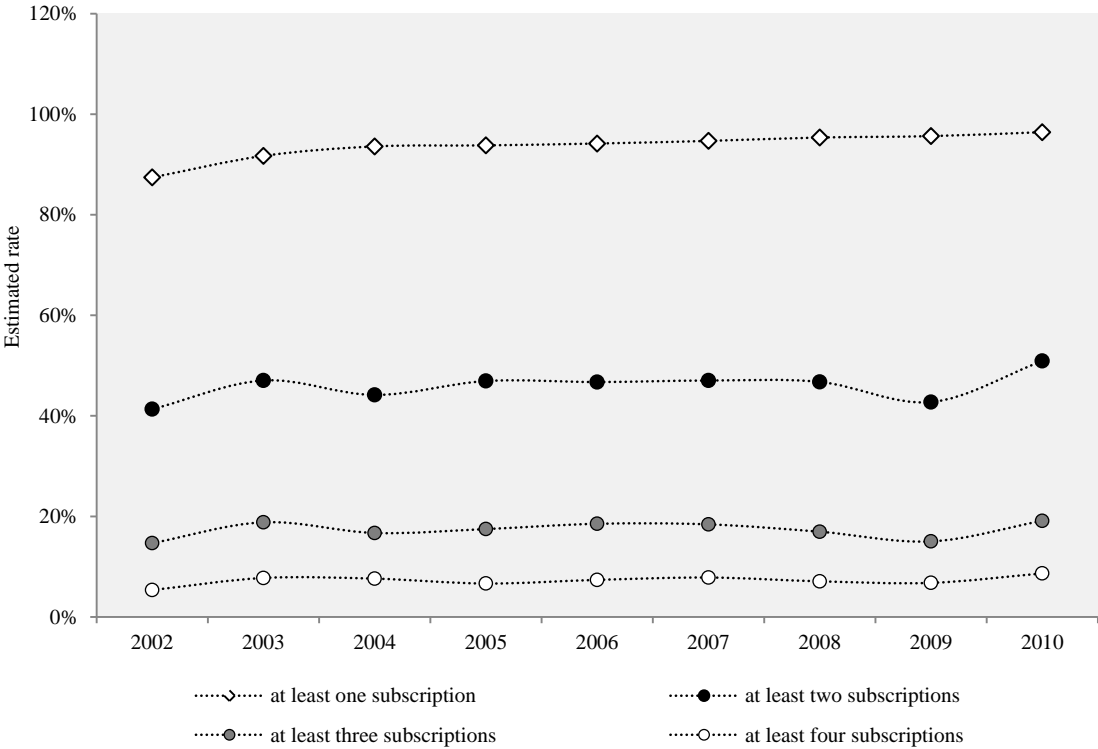 120%
100%
80%
60%
40%
20%
0%
Estimated rate
2002 2003 2004 2005 2006 2007 2008 2009 2010
at least one subscription at least two subscriptions
at least three subscriptions at least four subscriptions